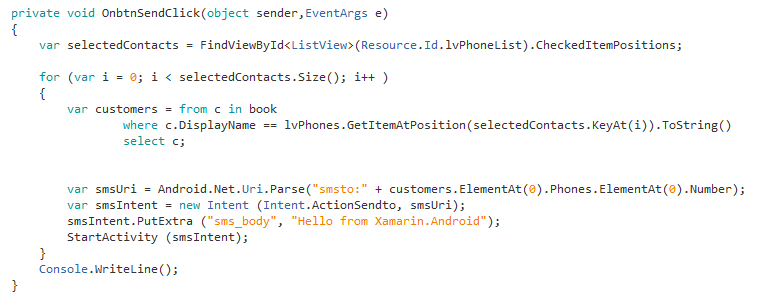 private void OnbtnSendClick(object sender,EventArgs e)
{
    var selectedContacts = FindViewById<ListView>(Resource.Id.lvPhoneList).CheckedItemPositions;

    for (var i = 0; i < selectedContacts.Size(); i++ )
    {
        var customers = from c in book
                where c.DisplayName == lvPhones.GetItemAtPosition(selectedContacts.KeyAt(i)).ToString()
                select c;


        var smsUri = Android.Net.Uri.Parse("smsto:" + customers.ElementAt(0).Phones.ElementAt(0).Number);
        var smsIntent = new Intent (Intent.ActionSendto, smsUri);
        smsIntent.PutExtra ("sms_body", "Hello from Xamarin.Android");
        StartActivity (smsIntent);
    }
    Console.WriteLine();
}